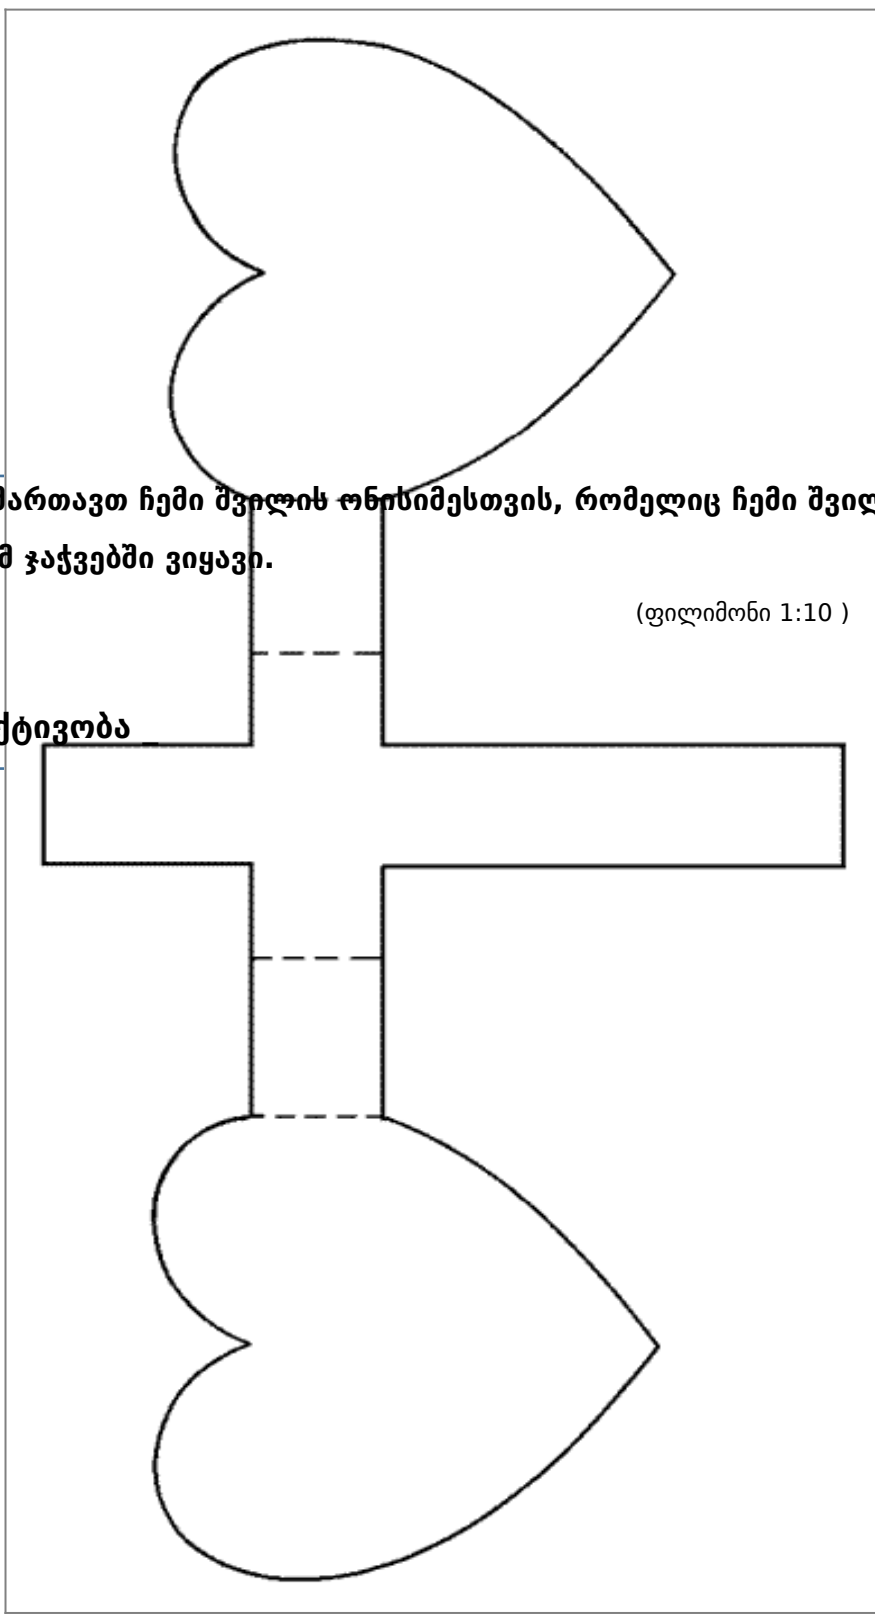 მართავთ ჩემი შვილის ონისიმესთვის, რომელიც ჩემი შვილ
მ ჯაჭვებში ვიყავი.
(ფილიმონი 1:10 )
ქტივობა _